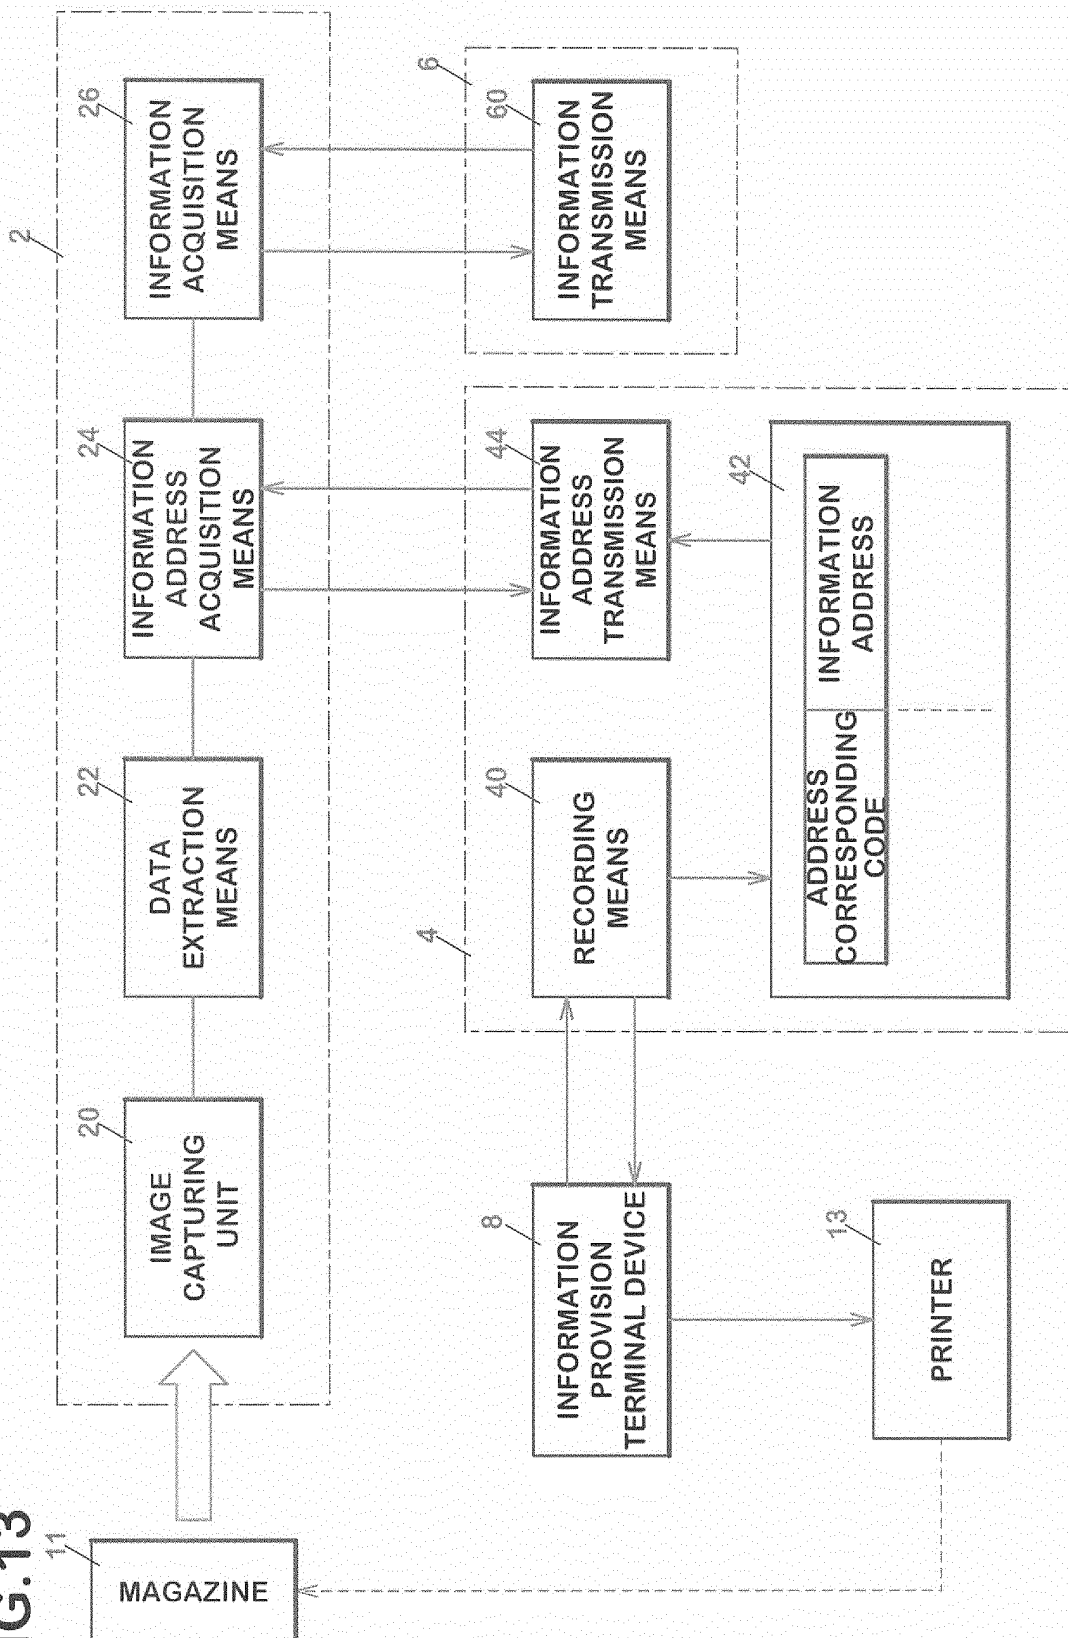 FIG.13
11
MAGAZINE
2
20
IMAGE
CAPTURING
UNIT
22
DATA
EXTRACTION
MEANS
24
INFORMATION
ADDRESS
ACQUISITION
MEANS
26
INFORMATION
ACQUISITION
MEANS
8
INFORMATION
PROVISION
TERMINAL DEVICE
4
40
RECORDING
MEANS
44
INFORMATION
ADDRESS
TRANSMISSION
MEANS
6
60
INFORMATION
TRANSMISSION
MEANS
13
PRINTER
42
ADDRESS
CORRESPONDING
CODE
INFORMATION
ADDRESS